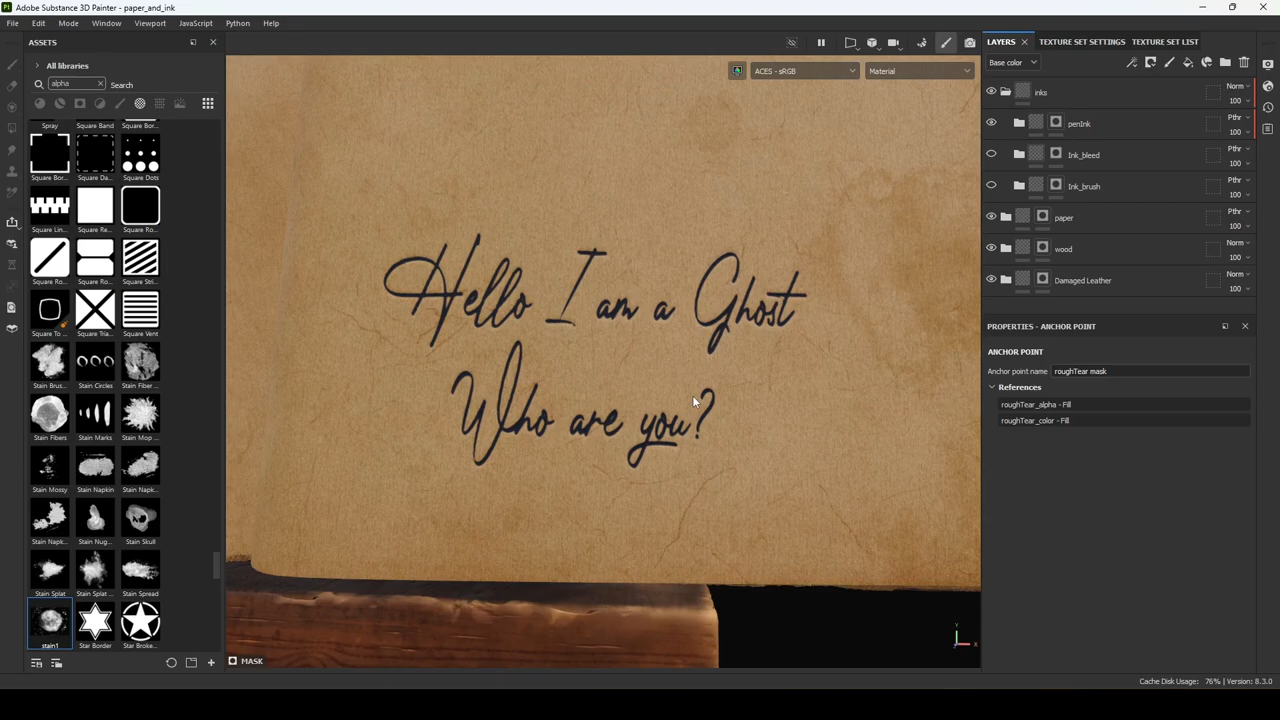 Adobe Substance 3D Painter - paper_and_ink
File Edit Mode Window Viewport JavaScript Python Help
ASSETS
All libraries
alpha Search
Spray Square Band Square Bor...
Square Bor... Square Da... Square Dots
Square Lin... Square Re... Square Ro...
Square Ro... Square Ro... Square Stri...
Square To ... Square Tria... Square Vent
Stain Brus... Stain Circles Stain Fiber ...
Stain Fibers Stain Marks Stain Mop ...
Stain Mossy Stain Napkin Stain Napk...
Stain Napk... Stain Nug... Stain Skull
Stain Splat Stain Splat ... Stain Spread
stain1 Star Border Star Broke...
ACES - sRGB Material
Hello I am a Ghost
Who are you?
Y
X
MASK
LAYERS TEXTURE SET SETTINGS TEXTURE SET LIST
Base color
inks Norm 100
penInk Pthr 100
Ink_bleed Pthr 100
Ink_brush Pthr 100
paper Pthr 100
wood Norm 100
Damaged Leather Norm 100
PROPERTIES - ANCHOR POINT
ANCHOR POINT
Anchor point name roughTear mask
References
roughTear_alpha - Fill
roughTear_color - Fill
Cache Disk Usage: 76% | Version: 8.3.0